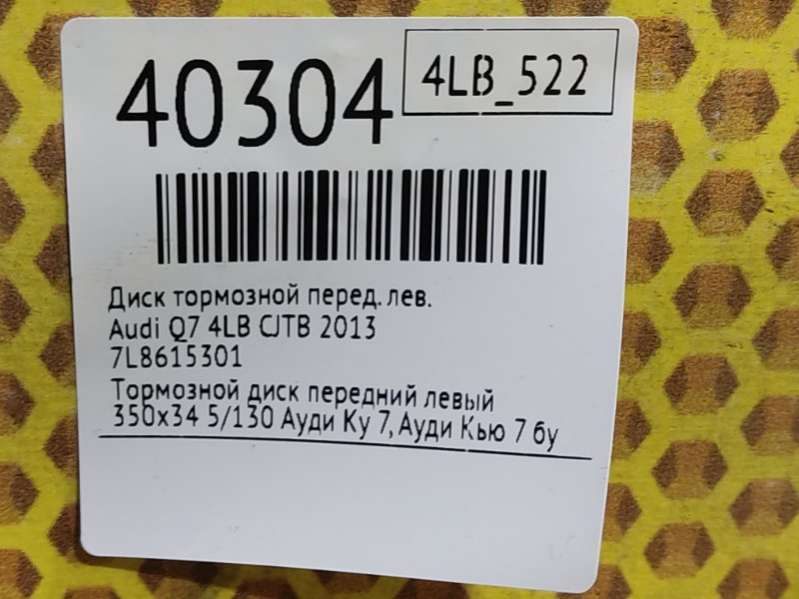 40304
4LB_522
Диск тормозной перед. лев.
Audi Q7 4LB CJTB 2013
7L8615301
Тормозной диск передний левый
350x34 5/130 Ауди Ку 7, Ауди Кью 7 бу